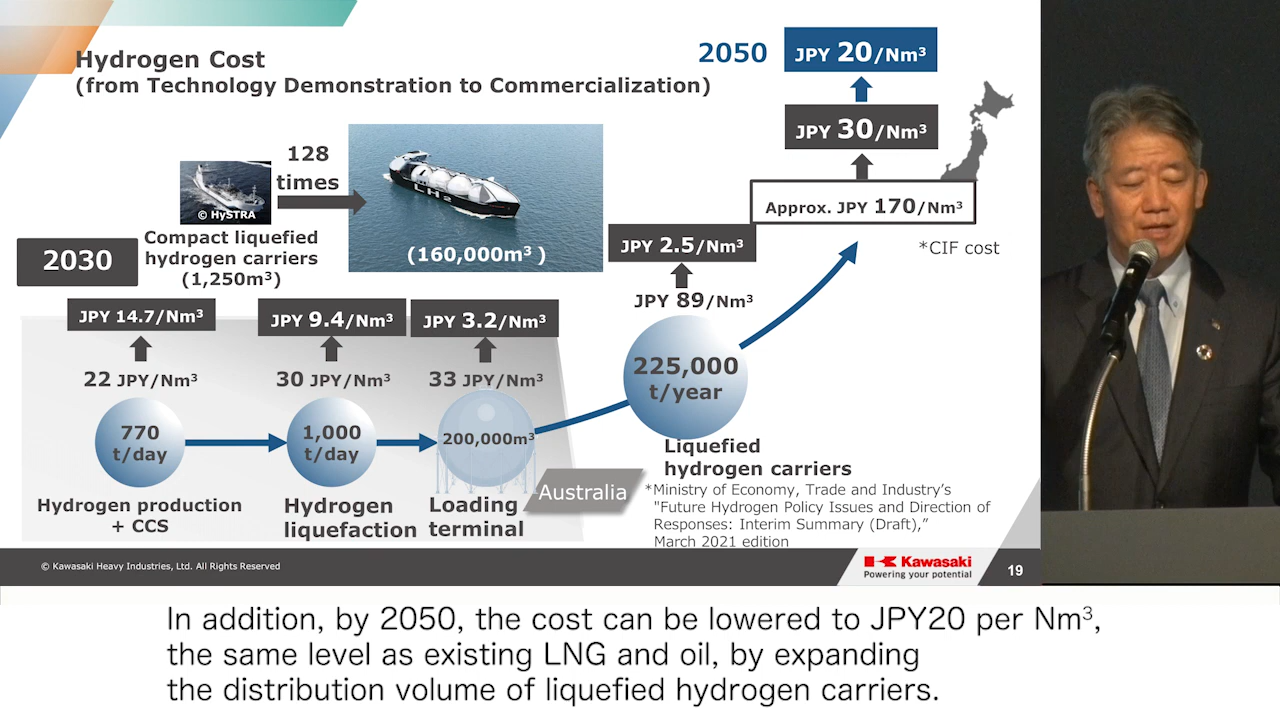 Hydrogen Cost
(from Technology Demonstration to Commercialization)
2050
JPY 20/Nm³
JPY 30/Nm³
Approx. JPY 170/Nm³
*CIF cost
128
times
© HySTRA
Compact liquefied
hydrogen carriers
(1,250m³)
LH2
(160,000m³ )
2030
JPY 14.7/Nm³
22 JPY/Nm³
770
t/day
Hydrogen production
+ CCS
JPY 9.4/Nm³
30 JPY/Nm³
1,000
t/day
Hydrogen
liquefaction
JPY 3.2/Nm³
33 JPY/Nm³
200,000m³
Loading
terminal
Australia
JPY 2.5/Nm³
JPY 89/Nm³
225,000
t/year
Liquefied
hydrogen carriers
*Ministry of Economy, Trade and Industry’s
"Future Hydrogen Policy Issues and Direction of
Responses: Interim Summary (Draft),”
March 2021 edition
© Kawasaki Heavy Industries, Ltd. All Rights Reserved
Kawasaki
Powering your potential
19
In addition, by 2050, the cost can be lowered to JPY20 per Nm³,
the same level as existing LNG and oil, by expanding
the distribution volume of liquefied hydrogen carriers.